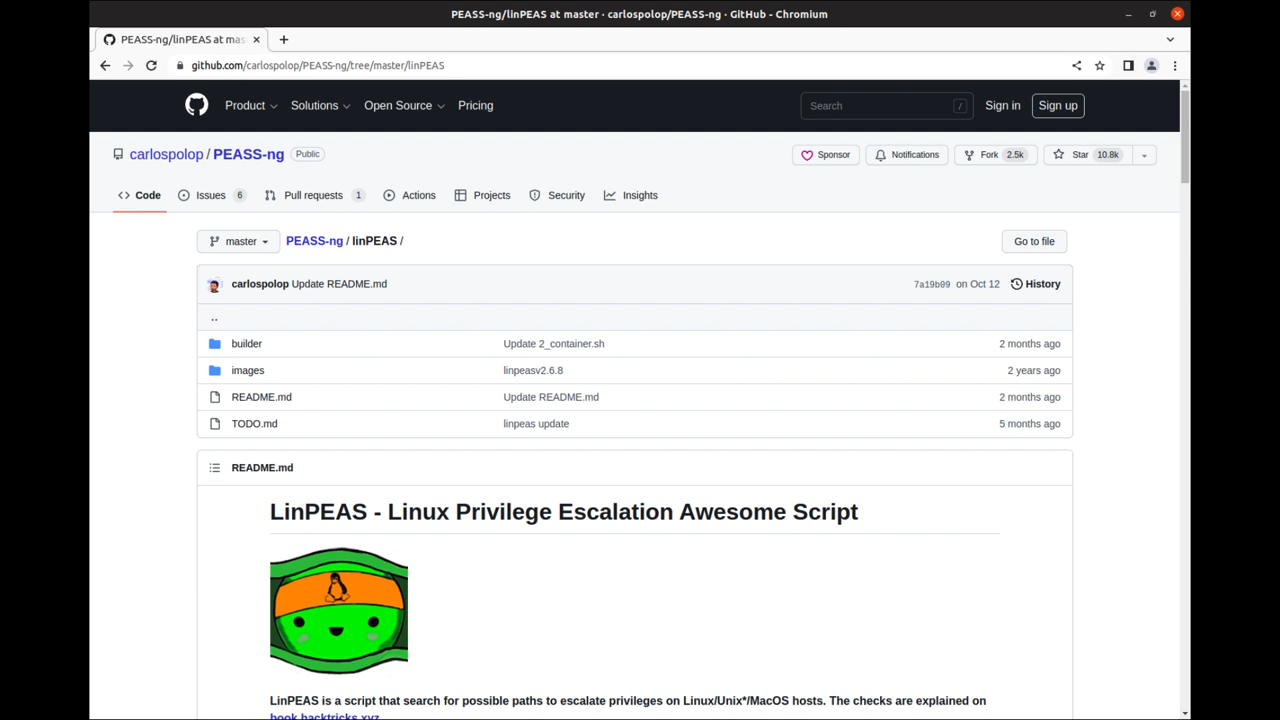 PEASS-ng/linPEAS at master · carlospolop/PEASS-ng · GitHub - Chromium
PEASS-ng/linPEAS at mas
github.com/carlospolop/PEASS-ng/tree/master/linPEAS
Product Solutions Open Source Pricing Search / Sign in Sign up
carlospolop / PEASS-ng Public Sponsor Notifications Fork 2.5k Star 10.8k
Code Issues 6 Pull requests 1 Actions Projects Security Insights
master PEASS-ng / linPEAS / Go to file
carlospolop Update README.md 7a19b09 on Oct 12 History
..
builder Update 2_container.sh 2 months ago
images linpeasv2.6.8 2 years ago
README.md Update README.md 2 months ago
TODO.md linpeas update 5 months ago
README.md
LinPEAS - Linux Privilege Escalation Awesome Script
LinPEAS is a script that search for possible paths to escalate privileges on Linux/Unix*/MacOS hosts. The checks are explained on
book.hacktricks.xyz